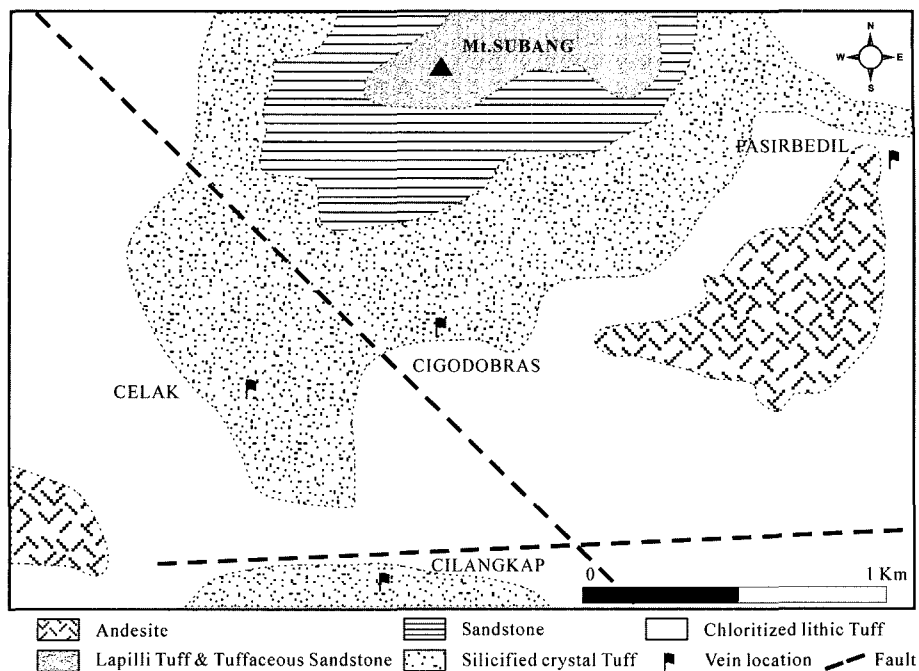 Mt.SUBANG
N
W E
S
PASIRBEDIL
CIGODOBRAS
CELAK
CILANGKAP
0 1 Km
Andesite Sandstone Chloritized lithic Tuff
Lapilli Tuff & Tuffaceous Sandstone Silicified crystal Tuff Vein location Fault